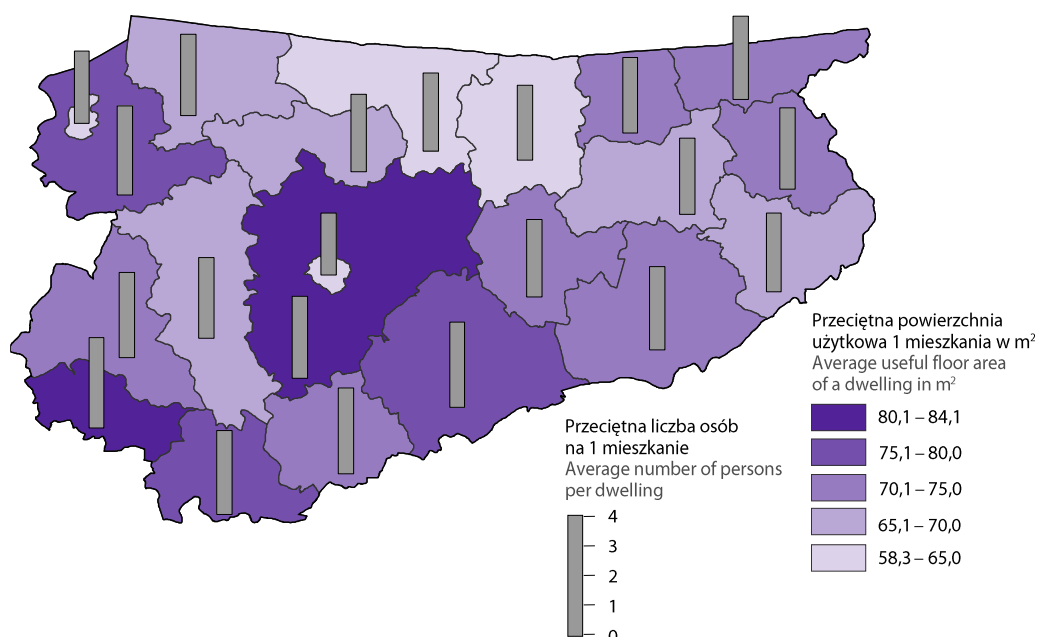 Przeciętna powierzchnia
użytkowa 1 mieszkania w m²
Average useful floor area
of a dwelling in m²
80,1 – 84,1
75,1 – 80,0
70,1 – 75,0
65,1 – 70,0
58,3 – 65,0
Przeciętna liczba osób
na 1 mieszkanie
Average number of persons
per dwelling
4
3
2
1
0